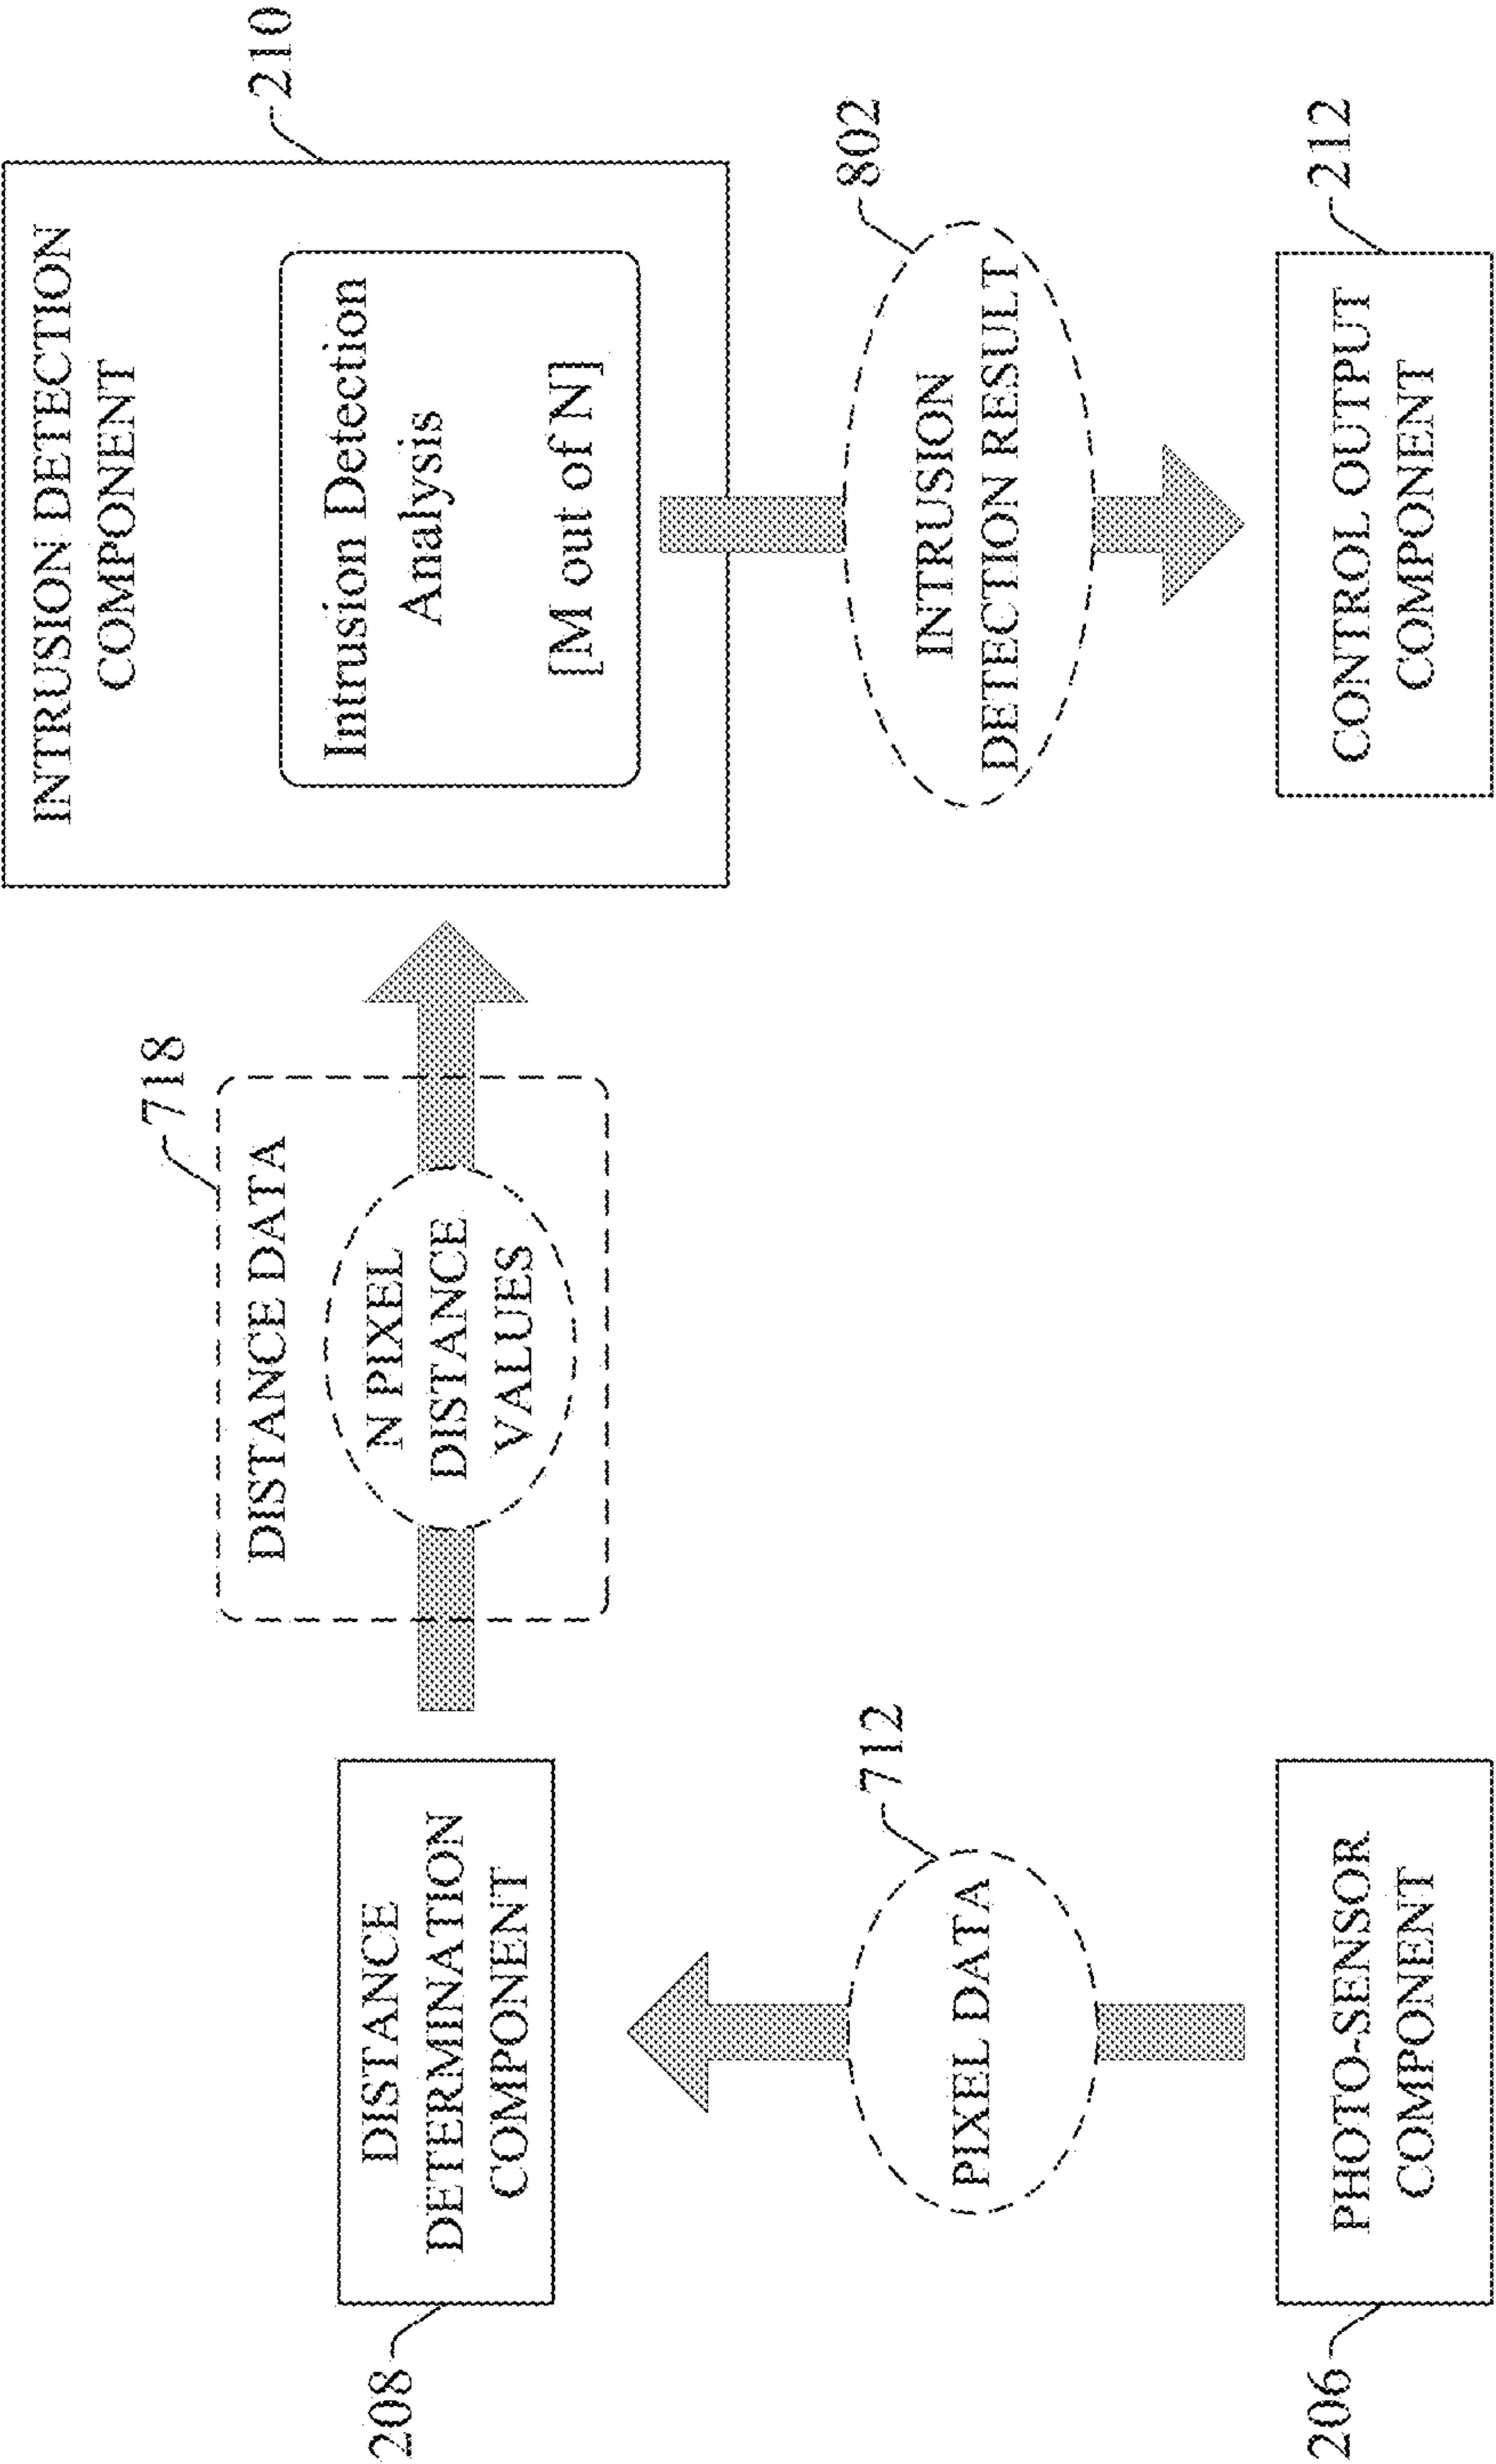 208
DISTANCE
DETERMINATION
COMPONENT
718
DISTANCE DATA
N PIXEL
DISTANCE
VALUES
INTRUSION DETECTION
COMPONENT
210
Intrusion Detection
Analysis
[M out of N]
712
PIXEL DATA
802
INTRUSION
DETECTION RESULT
206
PHOTO-SENSOR
COMPONENT
212
CONTROL OUTPUT
COMPONENT